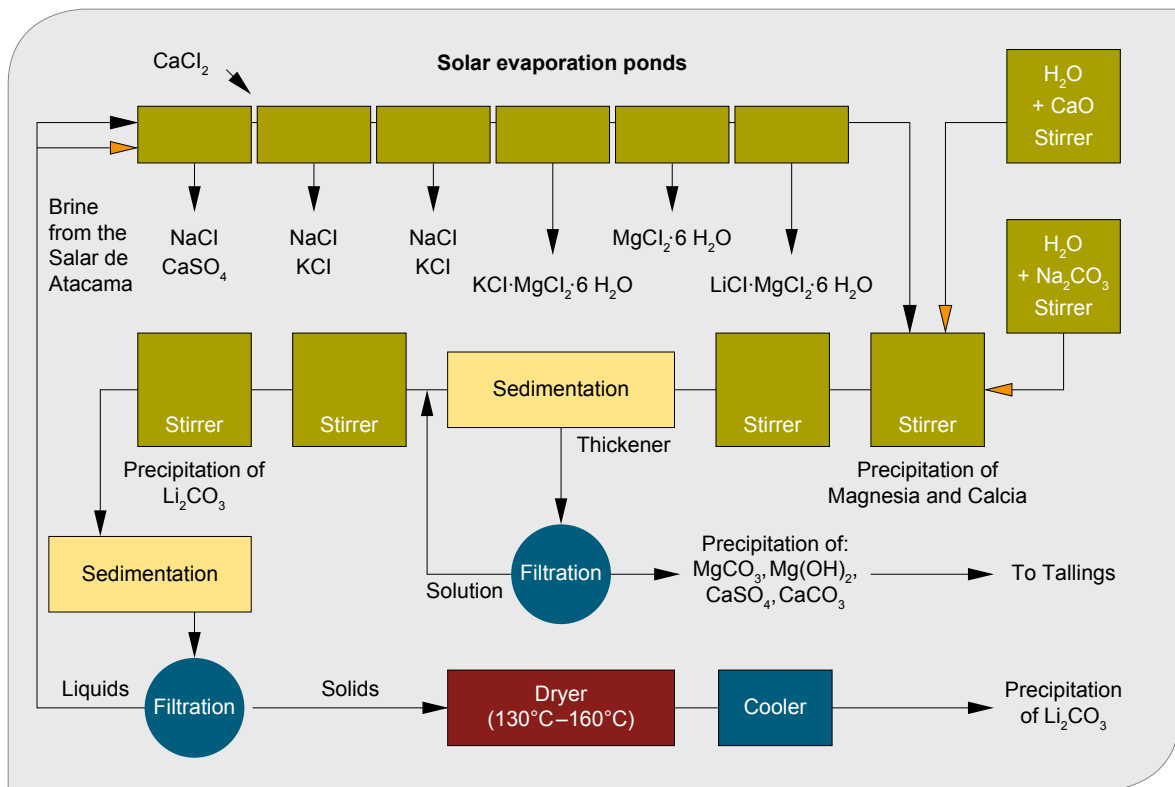 CaCl₂
Solar evaporation ponds
H₂O
+ CaO
Stirrer
Brine
from the
Salar de
Atacama
NaCl
CaSO₄
NaCl
KCl
NaCl
KCl
KCl·MgCl₂·6 H₂O
MgCl₂·6 H₂O
LiCl·MgCl₂·6 H₂O
H₂O
+ Na₂CO₃
Stirrer
Stirrer
Stirrer
Sedimentation
Stirrer
Stirrer
Thickener
Precipitation of
Li₂CO₃
Precipitation of
Magnesia and Calcia
Sedimentation
Solution
Filtration
Precipitation of:
MgCO₃, Mg(OH)₂,
CaSO₄, CaCO₃
To Tallings
Liquids
Filtration
Solids
Dryer
(130°C–160°C)
Cooler
Precipitation
of Li₂CO₃